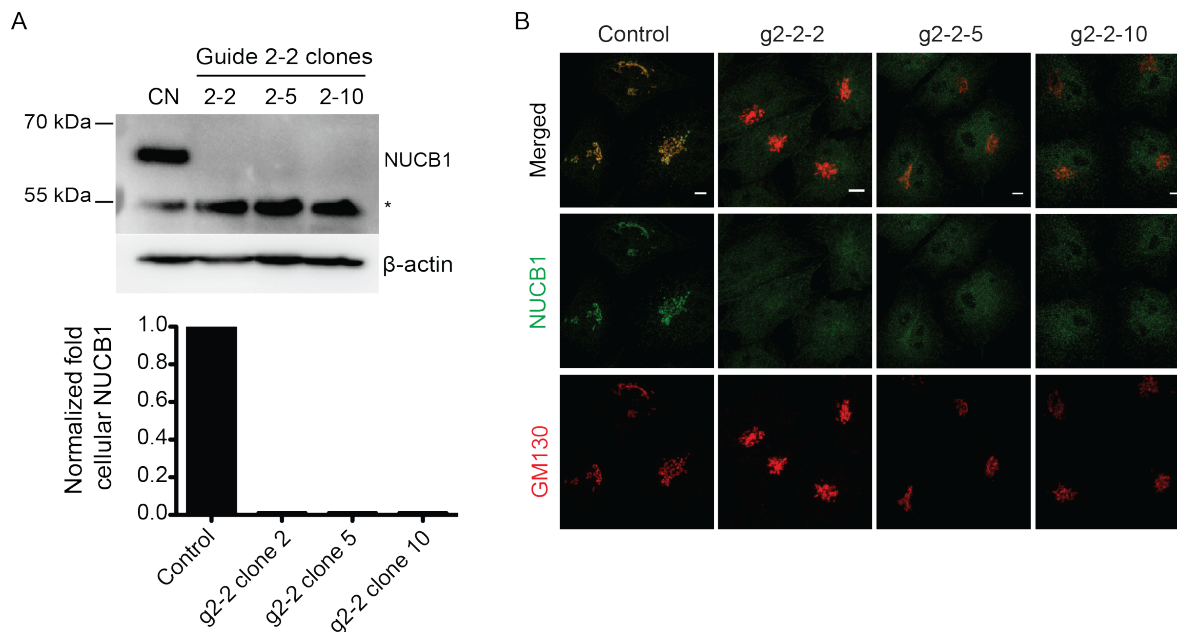 A
Guide 2-2 clones
CN 2-2 2-5 2-10
70 kDa
NUCB1
55 kDa
*
β-actin
Normalized fold
cellular NUCB1
1.0
0.8
0.6
0.4
0.2
0.0
Control
g2-2 clone 2
g2-2 clone 5
g2-2 clone 10
B
Control g2-2-2 g2-2-5 g2-2-10
Merged
NUCB1
GM130